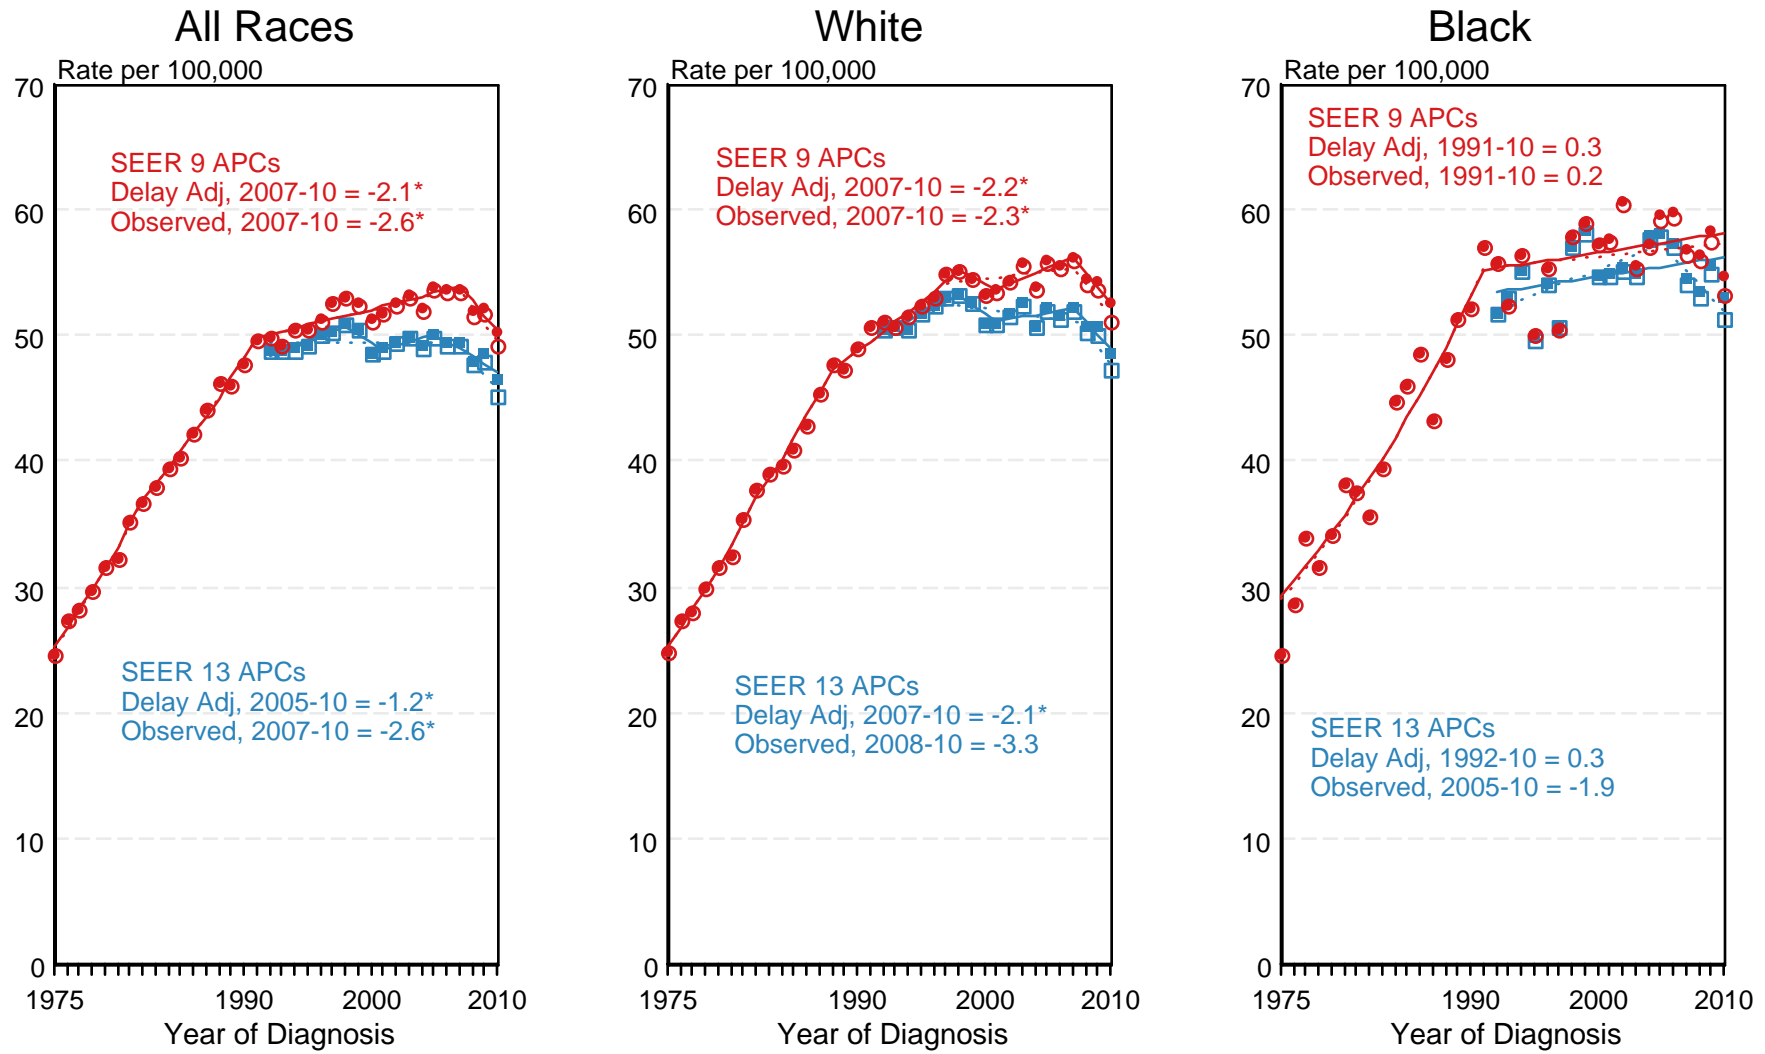 All Races
Rate per 100,000
70
60
50
40
30
20
10
0
SEER 9 APCs
Delay Adj, 2007-10 = -2.1*
Observed, 2007-10 = -2.6*
SEER 13 APCs
Delay Adj, 2005-10 = -1.2*
Observed, 2007-10 = -2.6*
1975 1990 2000 2010
Year of Diagnosis
White
Rate per 100,000
70
60
50
40
30
20
10
0
SEER 9 APCs
Delay Adj, 2007-10 = -2.2*
Observed, 2007-10 = -2.3*
SEER 13 APCs
Delay Adj, 2007-10 = -2.1*
Observed, 2008-10 = -3.3
1975 1990 2000 2010
Year of Diagnosis
Black
Rate per 100,000
70
60
50
40
30
20
10
0
SEER 9 APCs
Delay Adj, 1991-10 = 0.3
Observed, 1991-10 = 0.2
SEER 13 APCs
Delay Adj, 1992-10 = 0.3
Observed, 2005-10 = -1.9
1975 1990 2000 2010
Year of Diagnosis